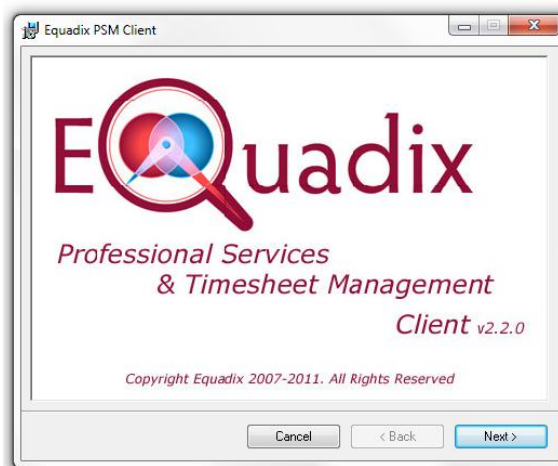 Equadix PSM Client
EQuadix
Professional Services
& Timesheet Management
Client v2.2.0
Copyright Equadix 2007-2011. All Rights Reserved
Cancel
< Back
Next >